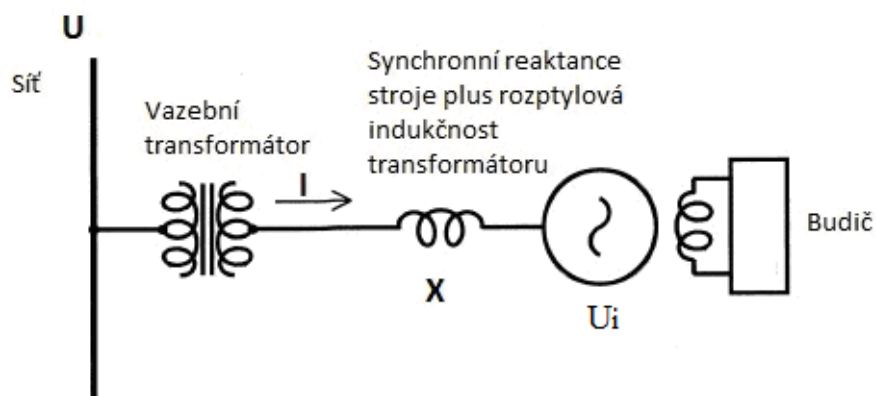 U
Síť
Vazební
transformátor
I
Synchronní reaktance
stroje plus rozptylová
indukčnost
transformátoru
X
Ui
Budič